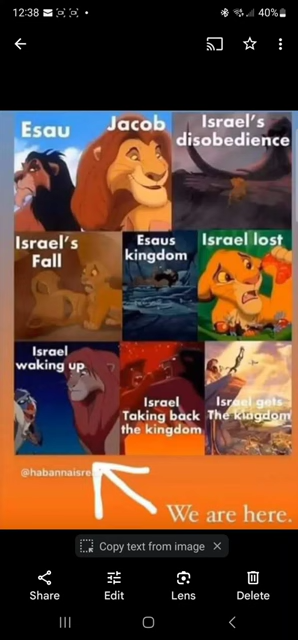 12:38
40%
Esau
Jacob
Israel's
disobedience
Israel's
Fall
Esaus
kingdom
Israel lost
Israel
waking up
Israel
Taking back
the kingdom
Israel gets
The kingdom
@habannaisre
We are here.
Copy text from image
Share
Edit
Lens
Delete